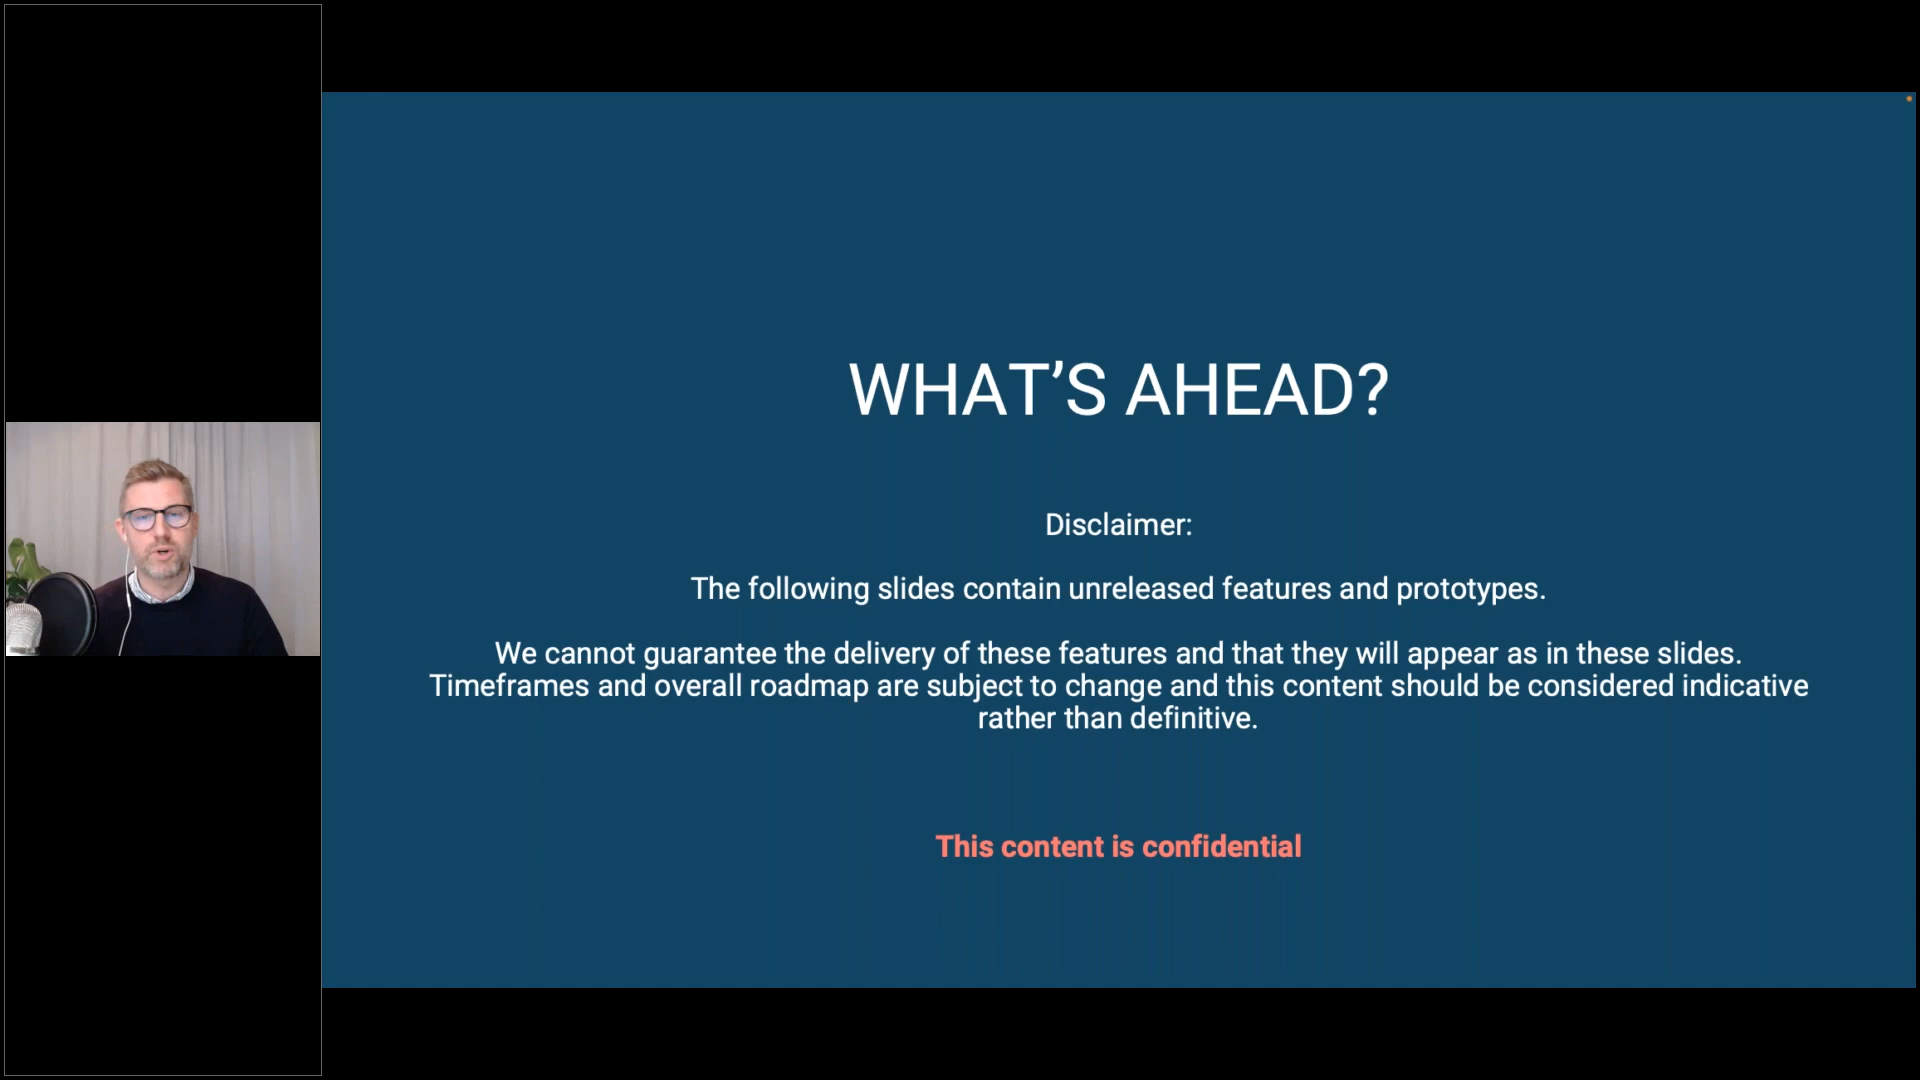 WHAT’S AHEAD?
Disclaimer:
The following slides contain unreleased features and prototypes.
We cannot guarantee the delivery of these features and that they will appear as in these slides.
Timeframes and overall roadmap are subject to change and this content should be considered indicative
rather than definitive.
This content is confidential